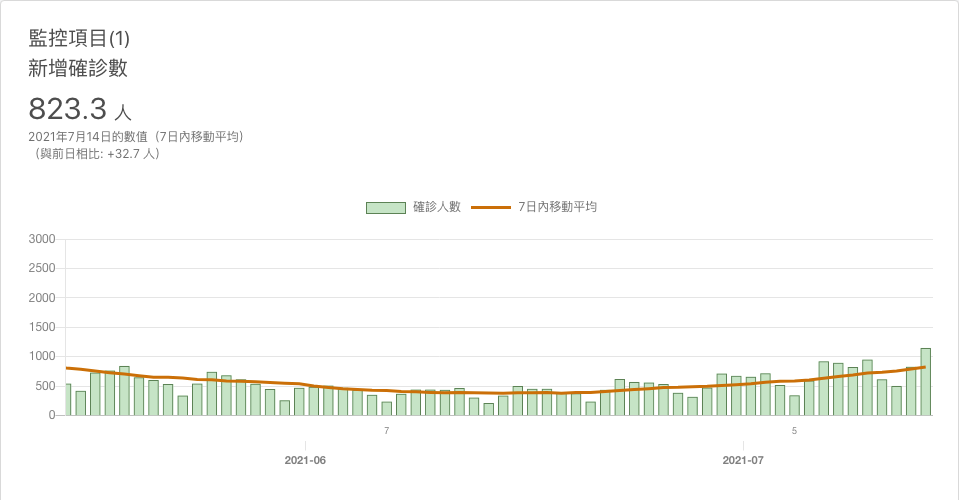 監控項目(1)
新增確診數
823.3 人
2021年7月14日的數值（7日內移動平均）
（與前日相比: +32.7 人）
確診人數 7日內移動平均
3000
2500
2000
1500
1000
500
0
7 5
2021-06 2021-07